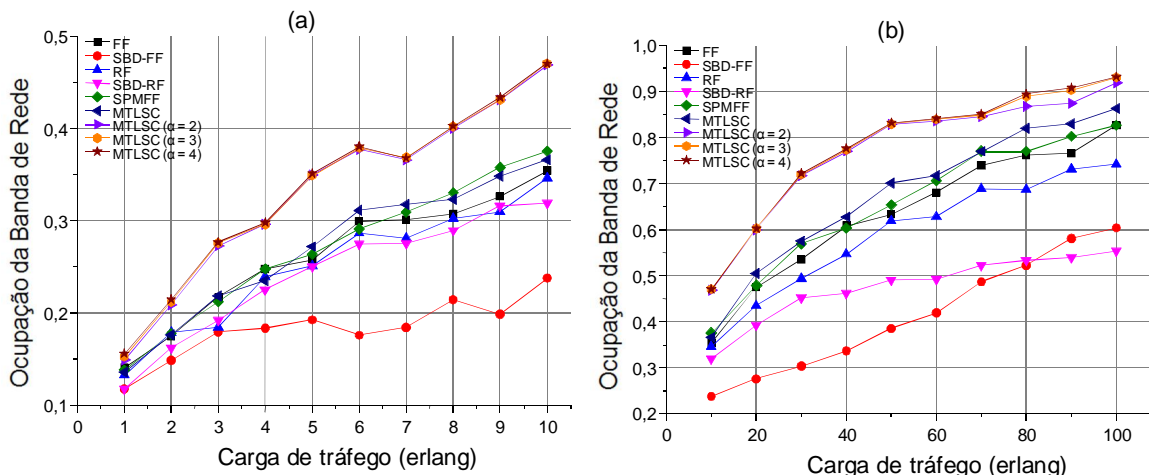 (a)
Ocupação da Banda de Rede
0,5
0,4
0,3
0,2
0,1
FF
SBD-FF
RF
SBD-RF
SPMFF
MTLSC
MTLSC (α = 2)
MTLSC (α = 3)
MTLSC (α = 4)
0 1 2 3 4 5 6 7 8 9 10
Carga de tráfego (erlang)
(b)
Ocupação da Banda de Rede
1,0
0,9
0,8
0,7
0,6
0,5
0,4
0,3
0,2
FF
SBD-FF
RF
SBD-RF
SPMFF
MTLSC
MTLSC (α = 2)
MTLSC (α = 3)
MTLSC (α = 4)
0 20 40 60 80 100
Carga de tráfego (erlang)